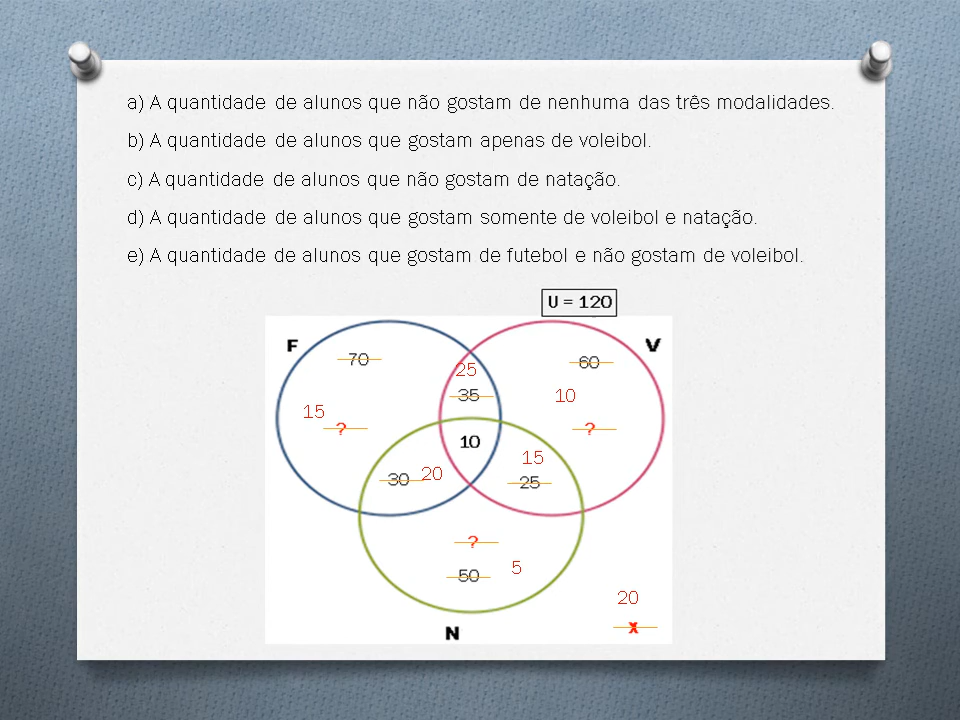 a) A quantidade de alunos que não gostam de nenhuma das três modalidades.
b) A quantidade de alunos que gostam apenas de voleibol.
c) A quantidade de alunos que não gostam de natação.
d) A quantidade de alunos que gostam somente de voleibol e natação.
e) A quantidade de alunos que gostam de futebol e não gostam de voleibol.
U = 120
F
V
70
25
60
35
10
15
?
?
10
15
30
20
25
?
50
5
20
x
N